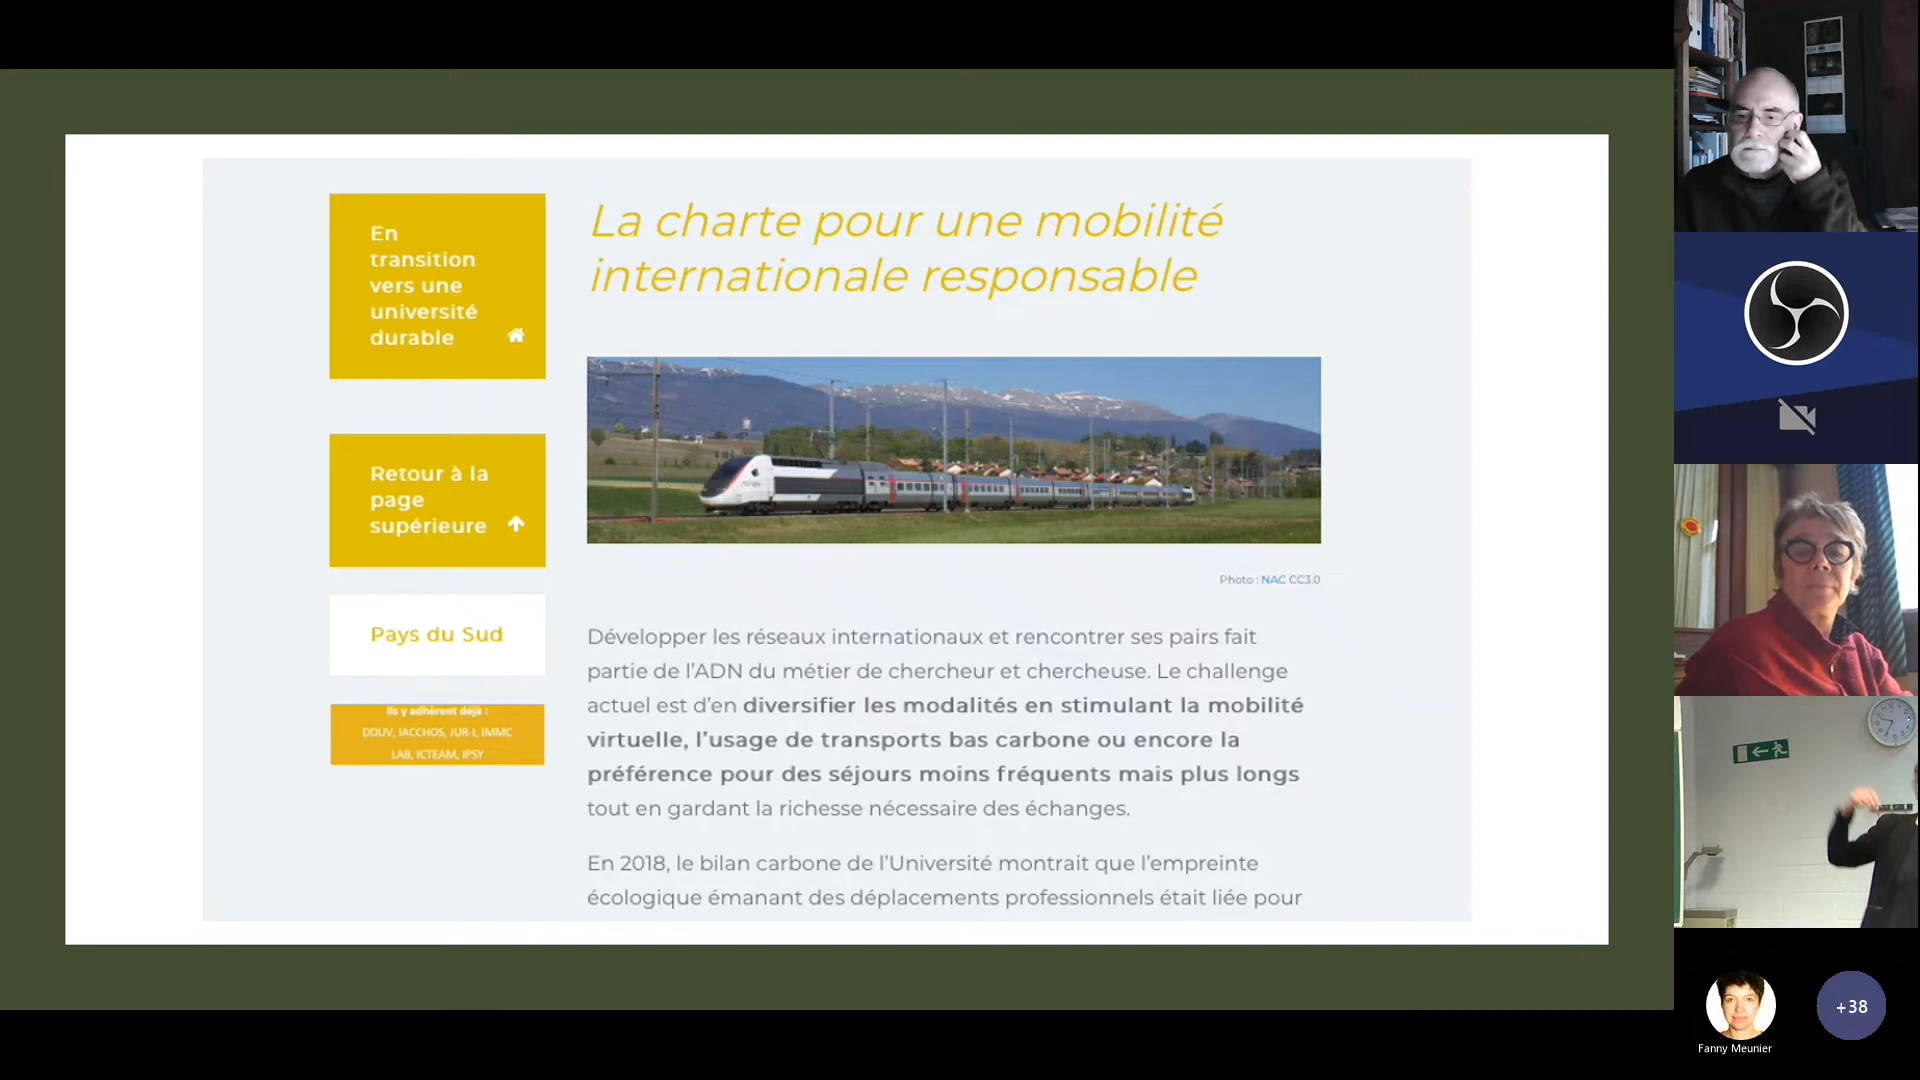 En
transition
vers une
université
durable
Retour à la
page
supérieure
Pays du Sud
Ils y adhèrent déjà :
DDUV, IACCHOS, JUR-I, IMMC
LAB, ICTEAM, IPSY
La charte pour une mobilité
internationale responsable
Photo : NAC CC3.0
Développer les réseaux internationaux et rencontrer ses pairs fait
partie de l’ADN du métier de chercheur et chercheuse. Le challenge
actuel est d’en diversifier les modalités en stimulant la mobilité
virtuelle, l’usage de transports bas carbone ou encore la
préférence pour des séjours moins fréquents mais plus longs
tout en gardant la richesse nécessaire des échanges.
En 2018, le bilan carbone de l’Université montrait que l’empreinte
écologique émanant des déplacements professionnels était liée pour
Fanny Meunier
+38